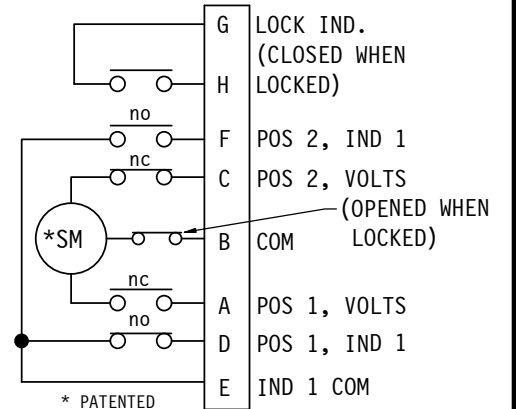 G LOCK IND.
(CLOSED WHEN
H LOCKED)
no
F POS 2, IND 1
nc
C POS 2, VOLTS
(OPENED WHEN
*SM B COM LOCKED)
nc
A POS 1, VOLTS
no
D POS 1, IND 1
E IND 1 COM
* PATENTED